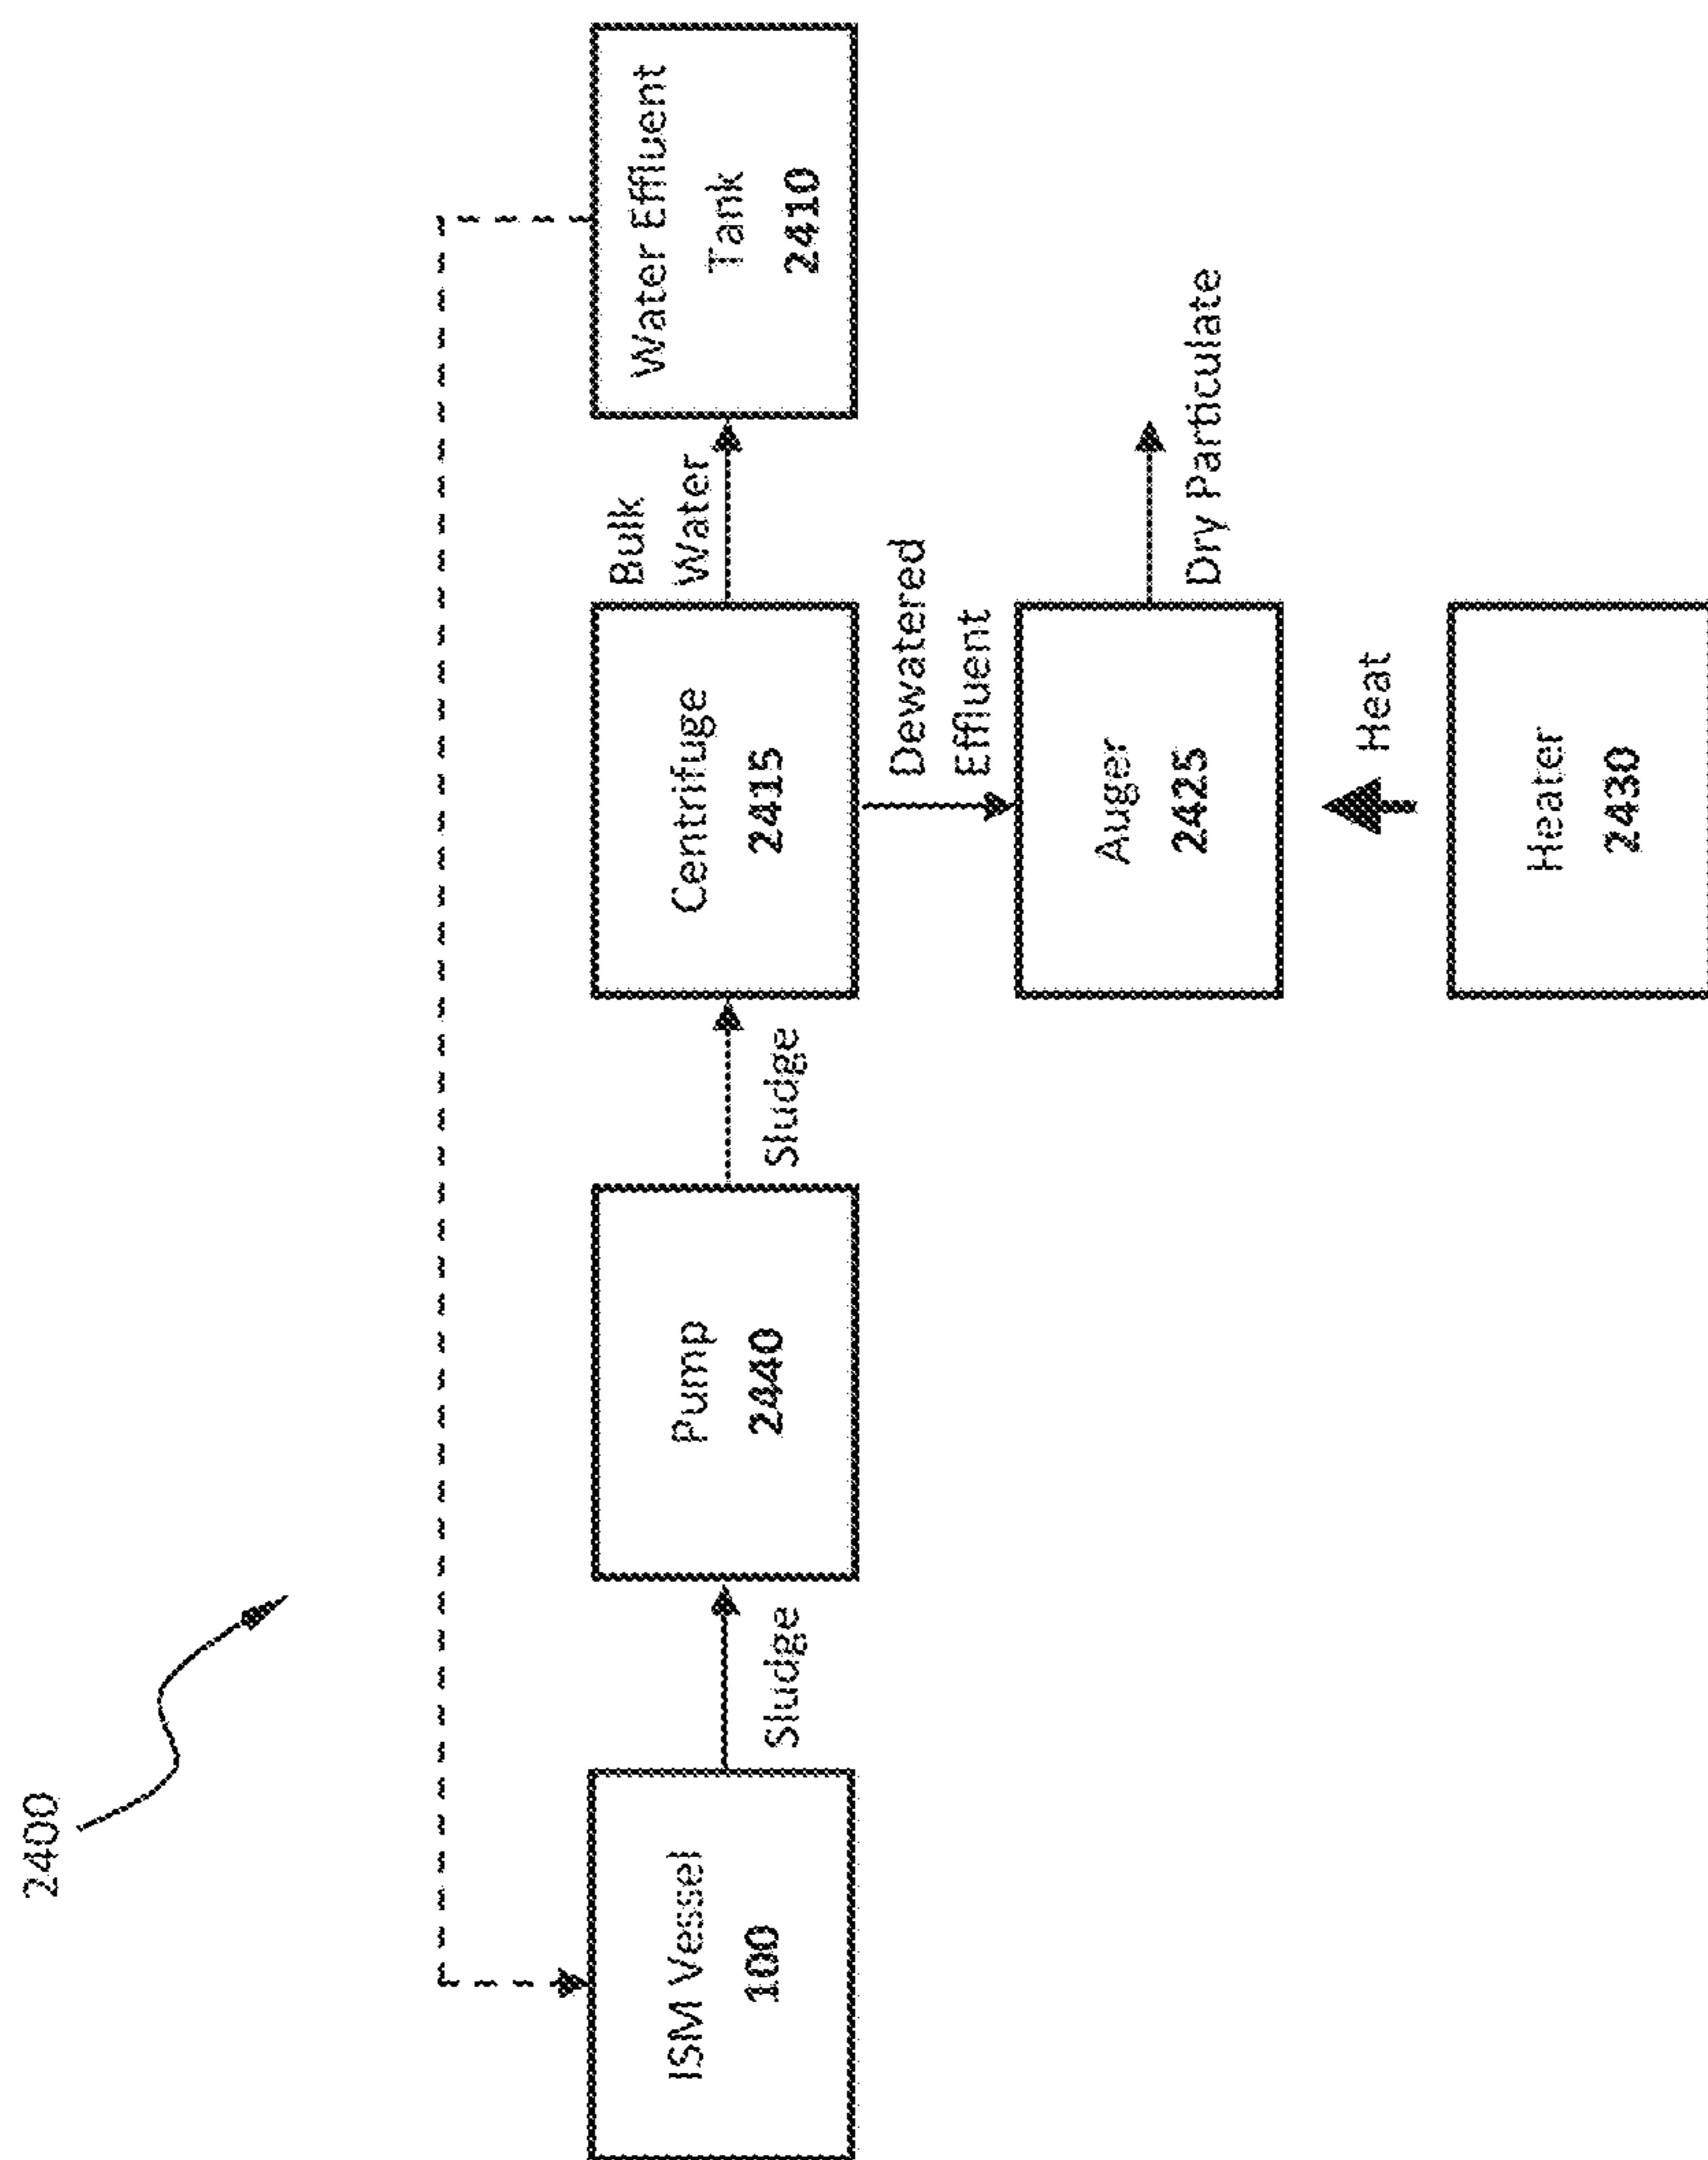 2400
ISM Vessel
100
Sludge
Pump
2440
Sludge
Centrifuge
2415
Bulk
Water
Water Effluent
Tank
2410
Dewatered
Effluent
Auger
2425
Dry Particulate
Heat
Heater
2430